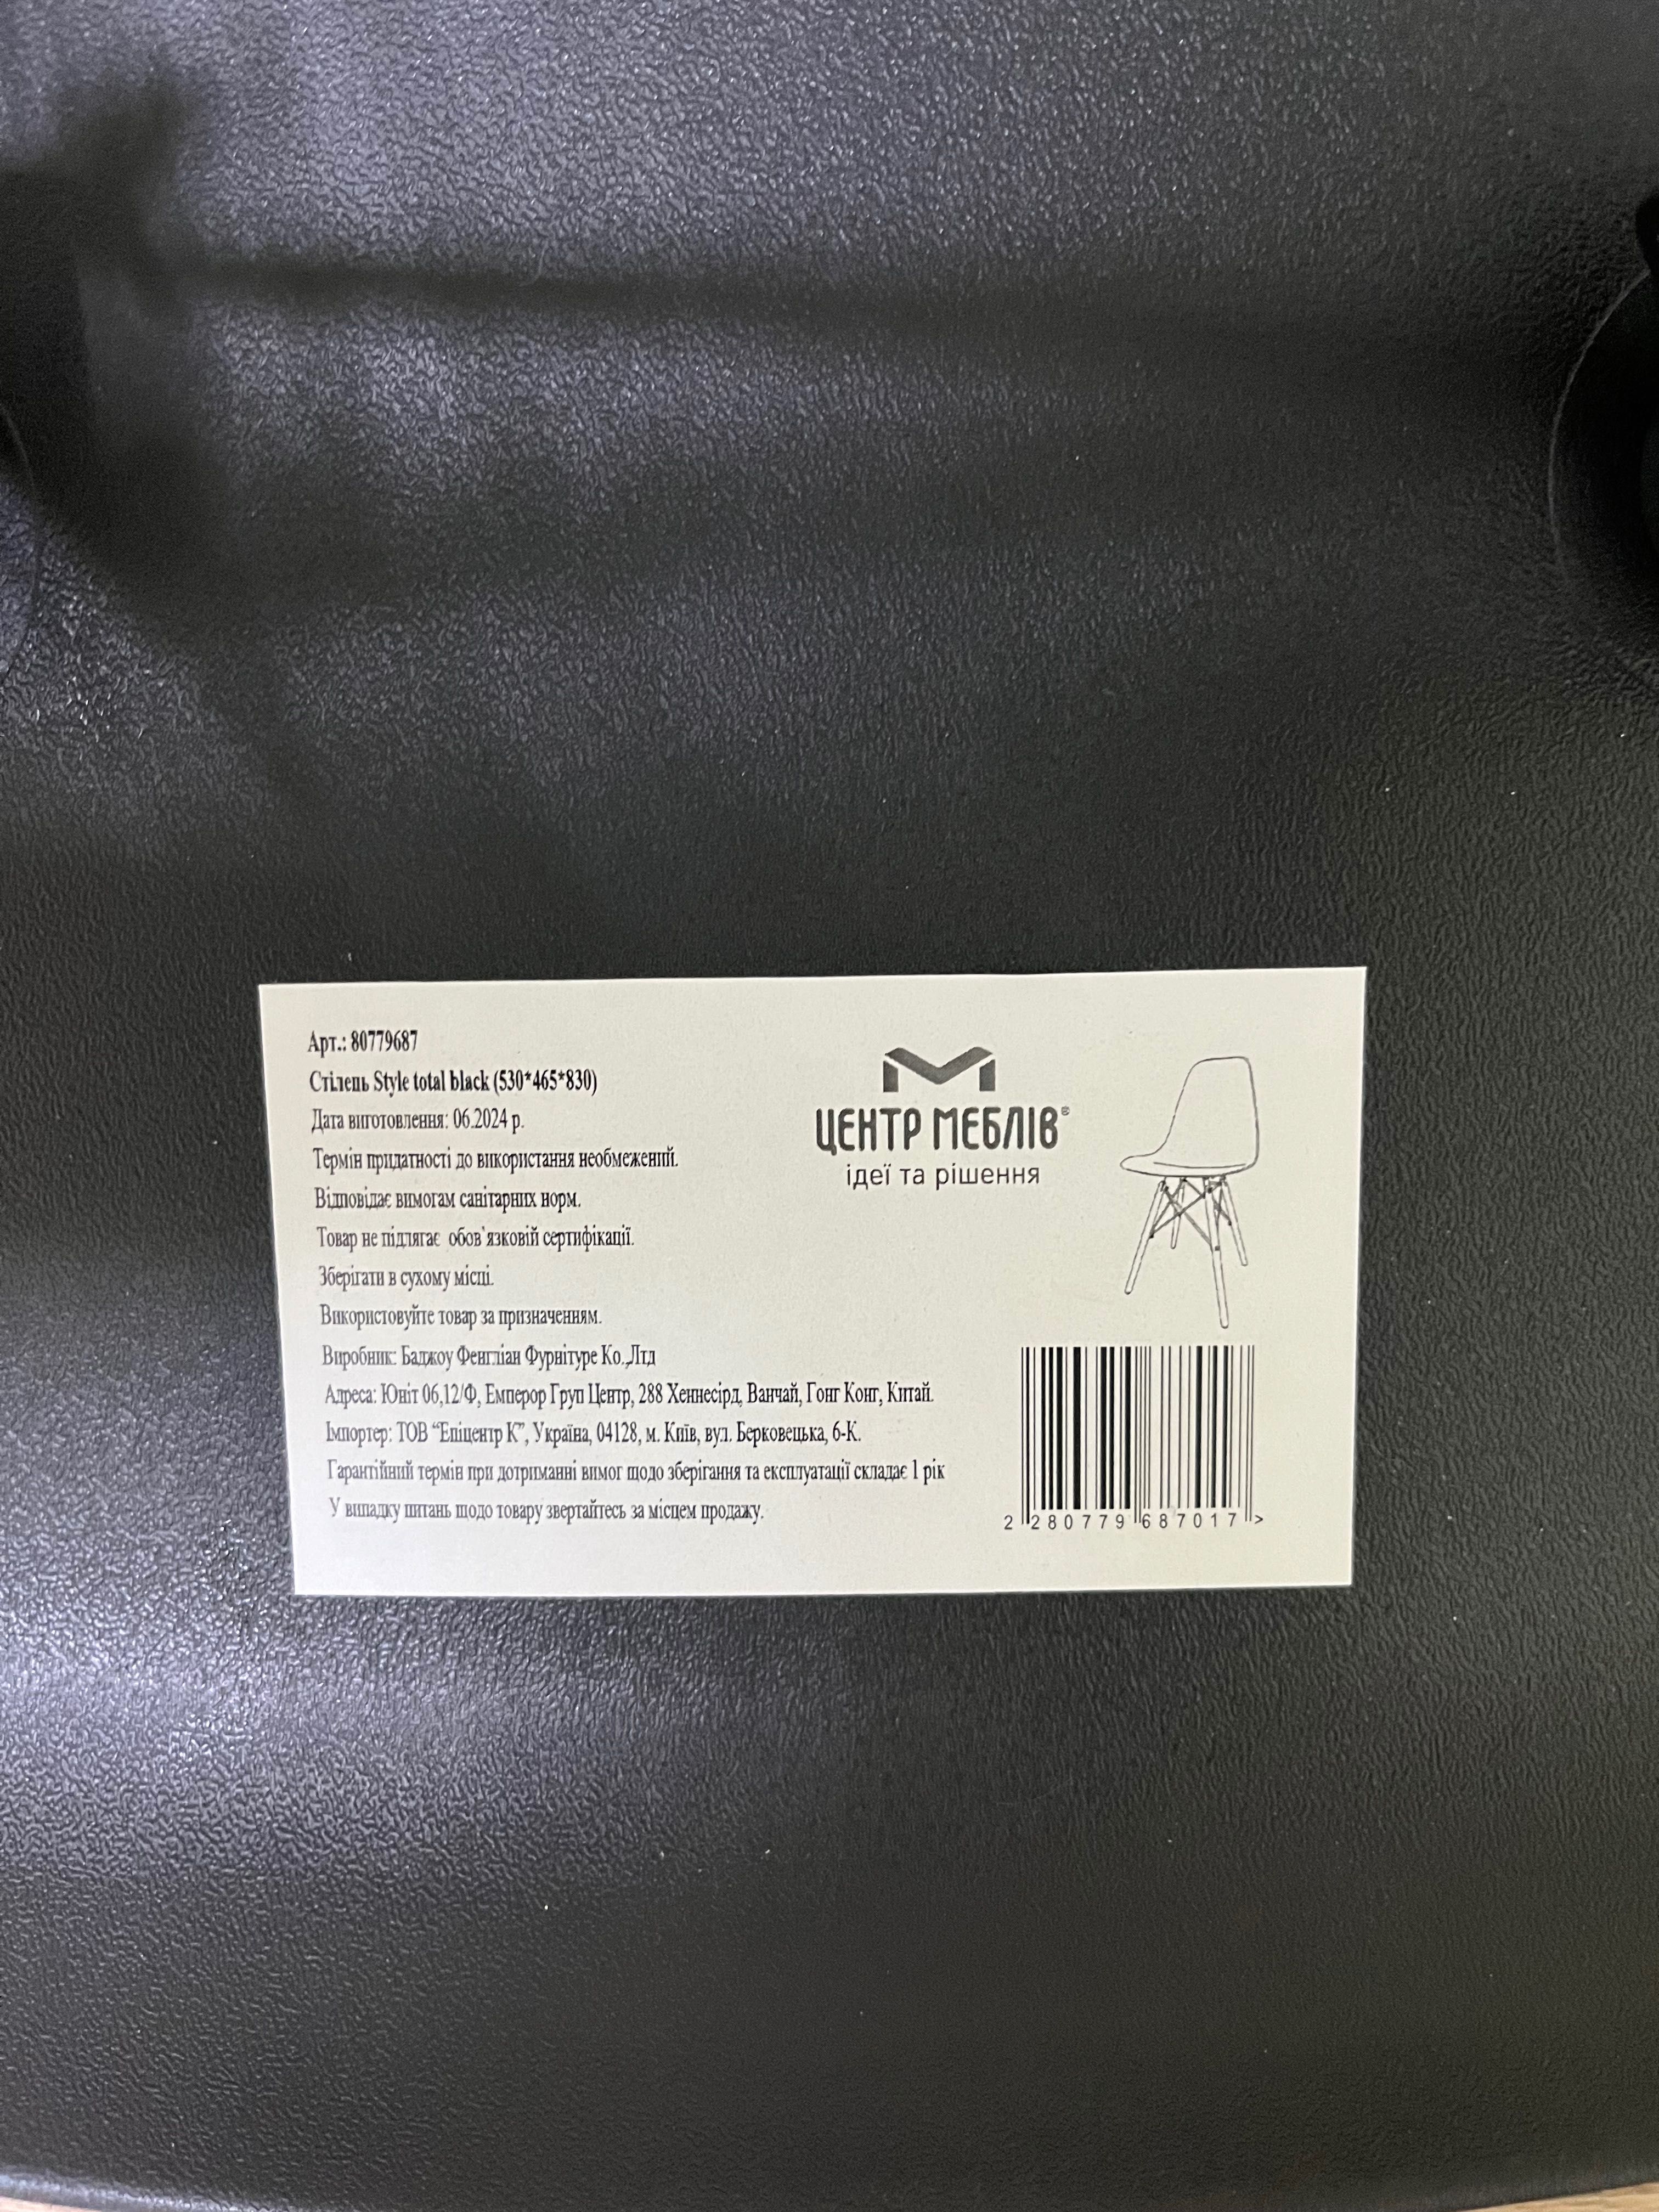 Арт.: 80779687
Стілець Style total black (530*465*830)
Дата виготовлення: 06.2024 р.
Термін придатності до використання необмежений.
Відповідає вимогам санітарних норм.
Товар не підлягає обов`язковій сертифікації.
Зберігати в сухому місці.
Використовуйте товар за призначенням.
Виробник: Баджоу Фенгліан Фурнітуре Ко.,Лтд
Адреса: Юніт 06,12/Ф, Емперор Груп Центр, 288 Хеннесірд, Ванчай, Гонг Конг, Китай.
Імпортер: ТОВ “Епіцентр К”, Україна, 04128, м. Київ, вул. Берковецька, 6-К.
Гарантійний термін при дотриманні вимог щодо зберігання та експлуатації складає 1 рік
У випадку питань щодо товару звертайтесь за місцем продажу.
ЦЕНТР МЕБЛІВ®
ідеї та рішення
2 280779 687017 >